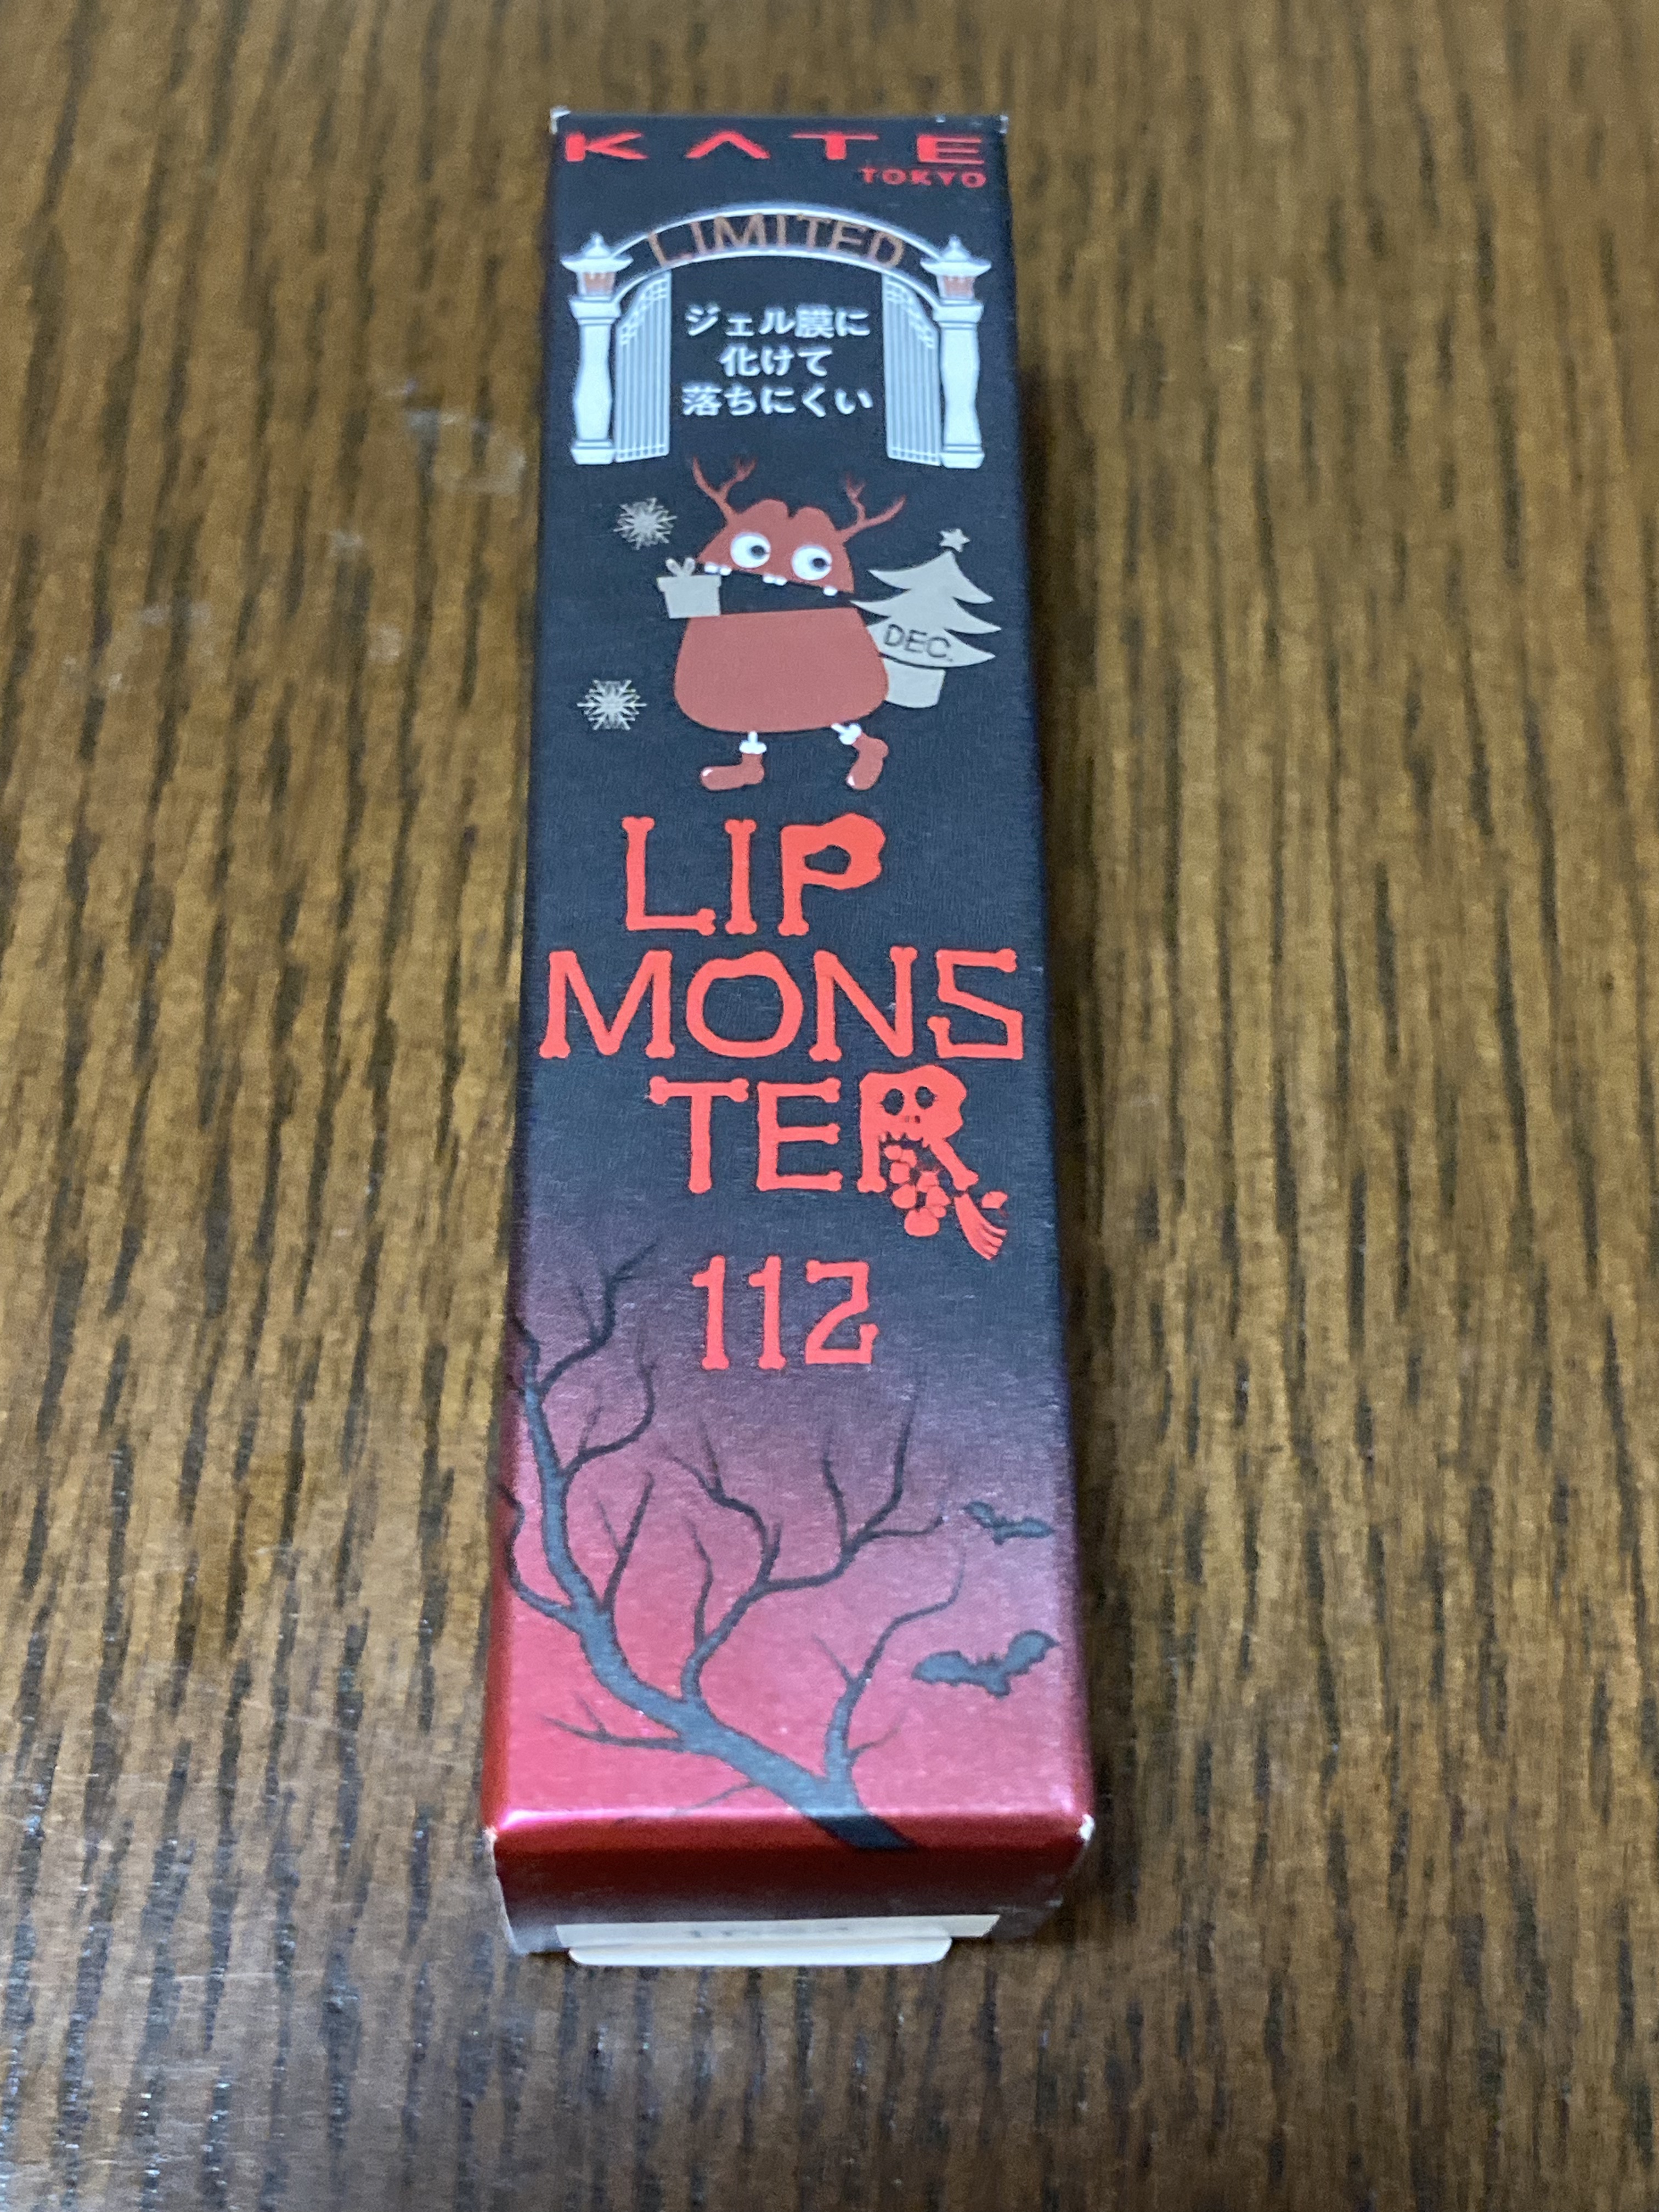 KATE
TOKYO
LIMITED
ジェル膜に
化けて
落ちにくい
DEC.
LIP
MONS
TER
112